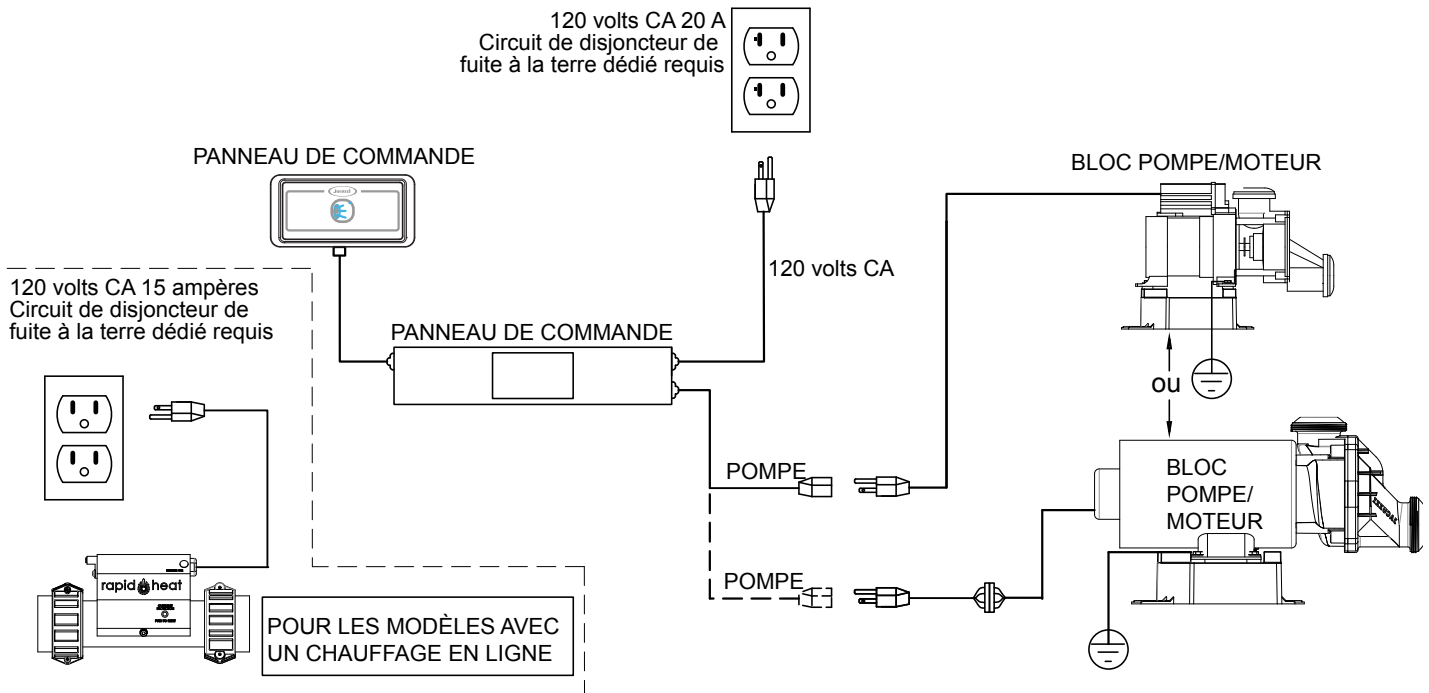 120 volts CA 20 A
Circuit de disjoncteur de
fuite à la terre dédié requis
PANNEAU DE COMMANDE
Jacuzzi
BLOC POMPE/MOTEUR
120 volts CA
120 volts CA 15 ampères
Circuit de disjoncteur de
fuite à la terre dédié requis
PANNEAU DE COMMANDE
ou
POMPE
BLOC
POMPE/
MOTEUR
JACUZZI
POMPE
rapid heat
POUR LES MODÈLES AVEC
UN CHAUFFAGE EN LIGNE